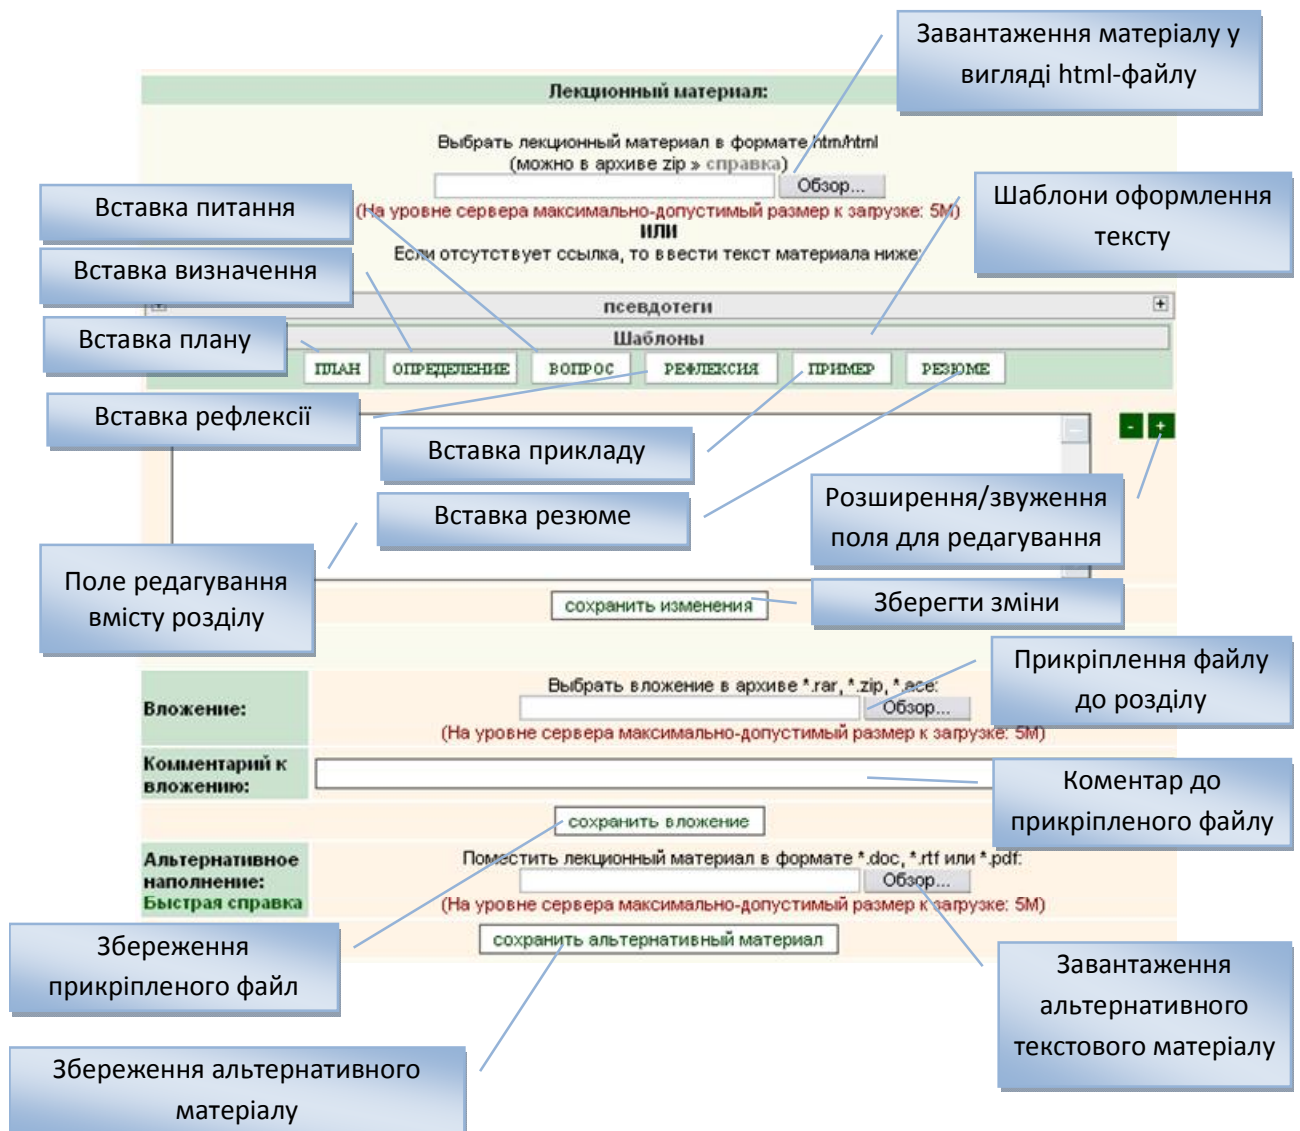 Завантаження матеріалу у
вигляді html-файлу
Лекционный материал:
Выбрать лекционный материал в формате htm/html
(можно в архиве zip » справка)
Обзор...
(На уровне сервера максимально-допустимый размер к загрузке: 5М)
ИЛИ
Если отсутствует ссылка, то ввести текст материала ниже:
Вставка питання
Шаблони оформлення
тексту
Вставка визначення
псевдотеги
Вставка плану
Шаблоны
ПЛАН
ОПРЕДЕЛЕНИЕ
ВОПРОС
РЕФЛЕКСИЯ
ПРИМЕР
РЕЗЮМЕ
Вставка рефлексії
- +
Вставка прикладу
Вставка резюме
Розширення/звуження
поля для редагування
Поле редагування
вмісту розділу
сохранить изменения
Зберегти зміни
Прикріплення файлу
до розділу
Вложение:
Выбрать вложение в архиве *.rar, *.zip, *.ace:
Обзор...
(На уровне сервера максимально-допустимый размер к загрузке: 5М)
Комментарий к
вложению:
Коментар до
прикріпленого файлу
сохранить вложение
Альтернативное
наполнение:
Быстрая справка
Поместить лекционный материал в формате *.doc, *.rtf или *.pdf:
Обзор...
(На уровне сервера максимально-допустимый размер к загрузке: 5М)
сохранить альтернативный материал
Збереження
прикріпленого файл
Завантаження
альтернативного
текстового матеріалу
Збереження альтернативного
матеріалу